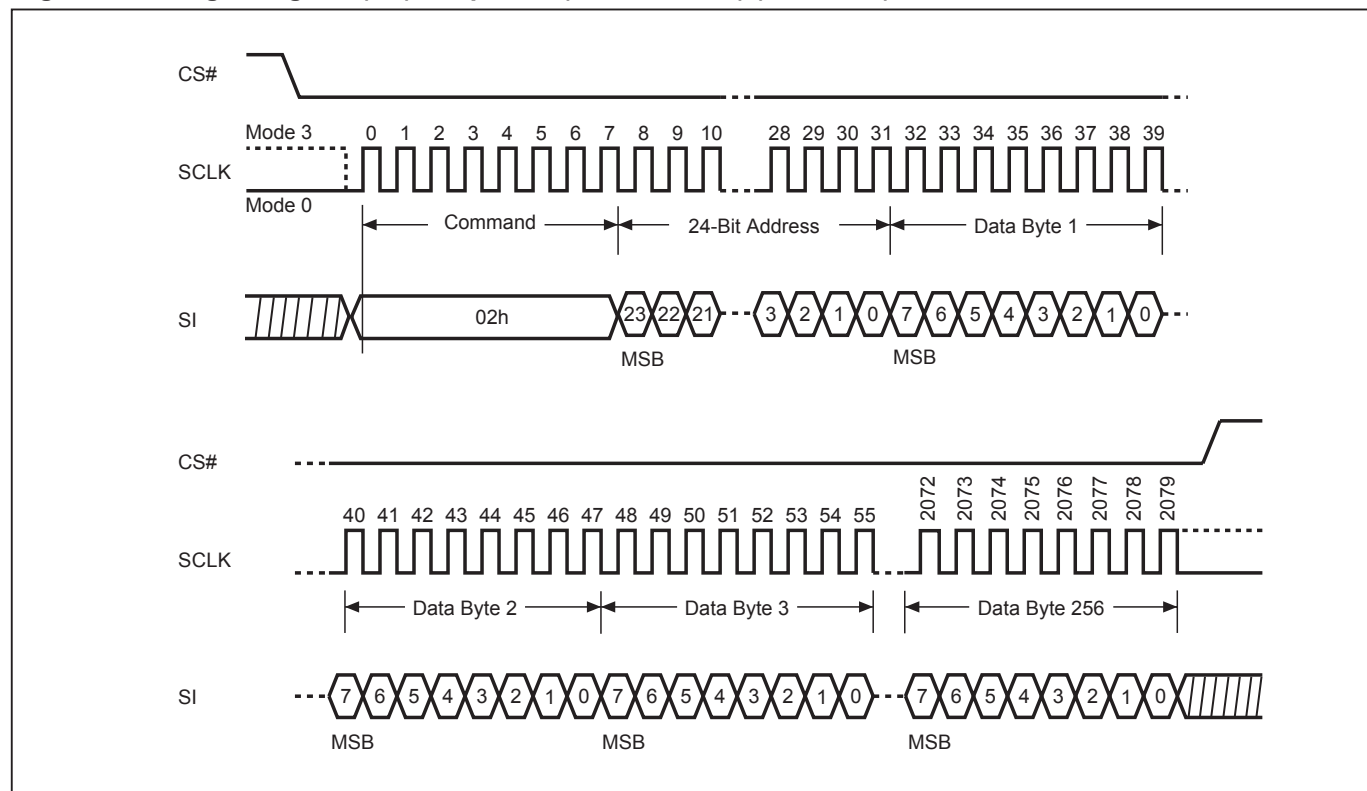 CS#
Mode 3
0 1 2 3 4 5 6 7 8 9 10 28 29 30 31 32 33 34 35 36 37 38 39
SCLK
Mode 0
Command 24-Bit Address Data Byte 1
SI 02h 23 22 21 3 2 1 0 7 6 5 4 3 2 1 0
MSB MSB
CS#
2072 2073 2074 2075 2076 2077 2078 2079
40 41 42 43 44 45 46 47 48 49 50 51 52 53 54 55
SCLK
Data Byte 2 Data Byte 3 Data Byte 256
SI 7 6 5 4 3 2 1 0 7 6 5 4 3 2 1 0 7 6 5 4 3 2 1 0
MSB MSB MSB